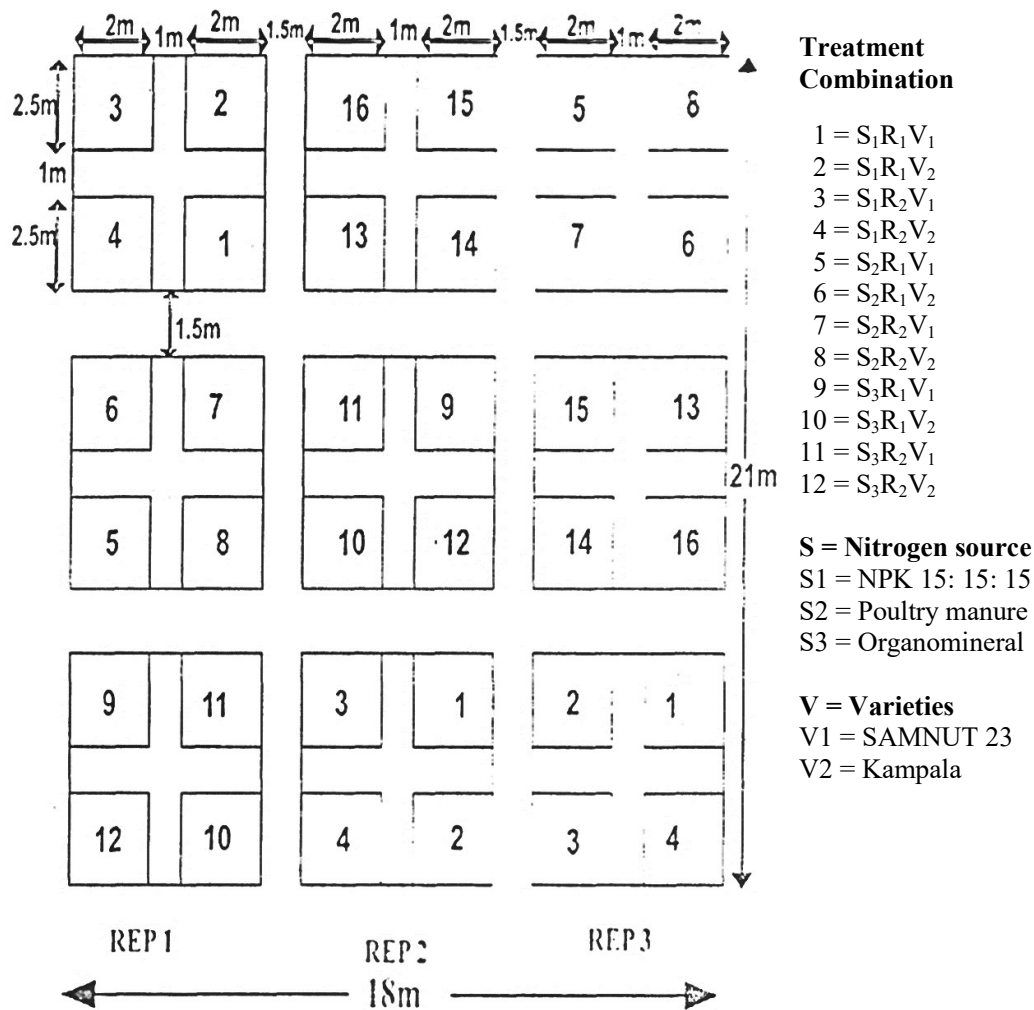 2m 1m 2m 1.5m 2m 1m 2m 1.5m 2m 1m 2m
2.5m 3 2 16 15 5 8
1m
2.5m 4 1 13 14 7 6
1.5m
6 7 11 9 15 13
21m
5 8 10 12 14 16
9 11 3 1 2 1
12 10 4 2 3 4
REP 1 REP 2 REP 3
18m
Treatment
Combination
1 = S₁R₁V₁
2 = S₁R₁V₂
3 = S₁R₂V₁
4 = S₁R₂V₂
5 = S₂R₁V₁
6 = S₂R₁V₂
7 = S₂R₂V₁
8 = S₂R₂V₂
9 = S₃R₁V₁
10 = S₃R₁V₂
11 = S₃R₂V₁
12 = S₃R₂V₂
S = Nitrogen source
S1 = NPK 15: 15: 15
S2 = Poultry manure
S3 = Organomineral
V = Varieties
V1 = SAMNUT 23
V2 = Kampala